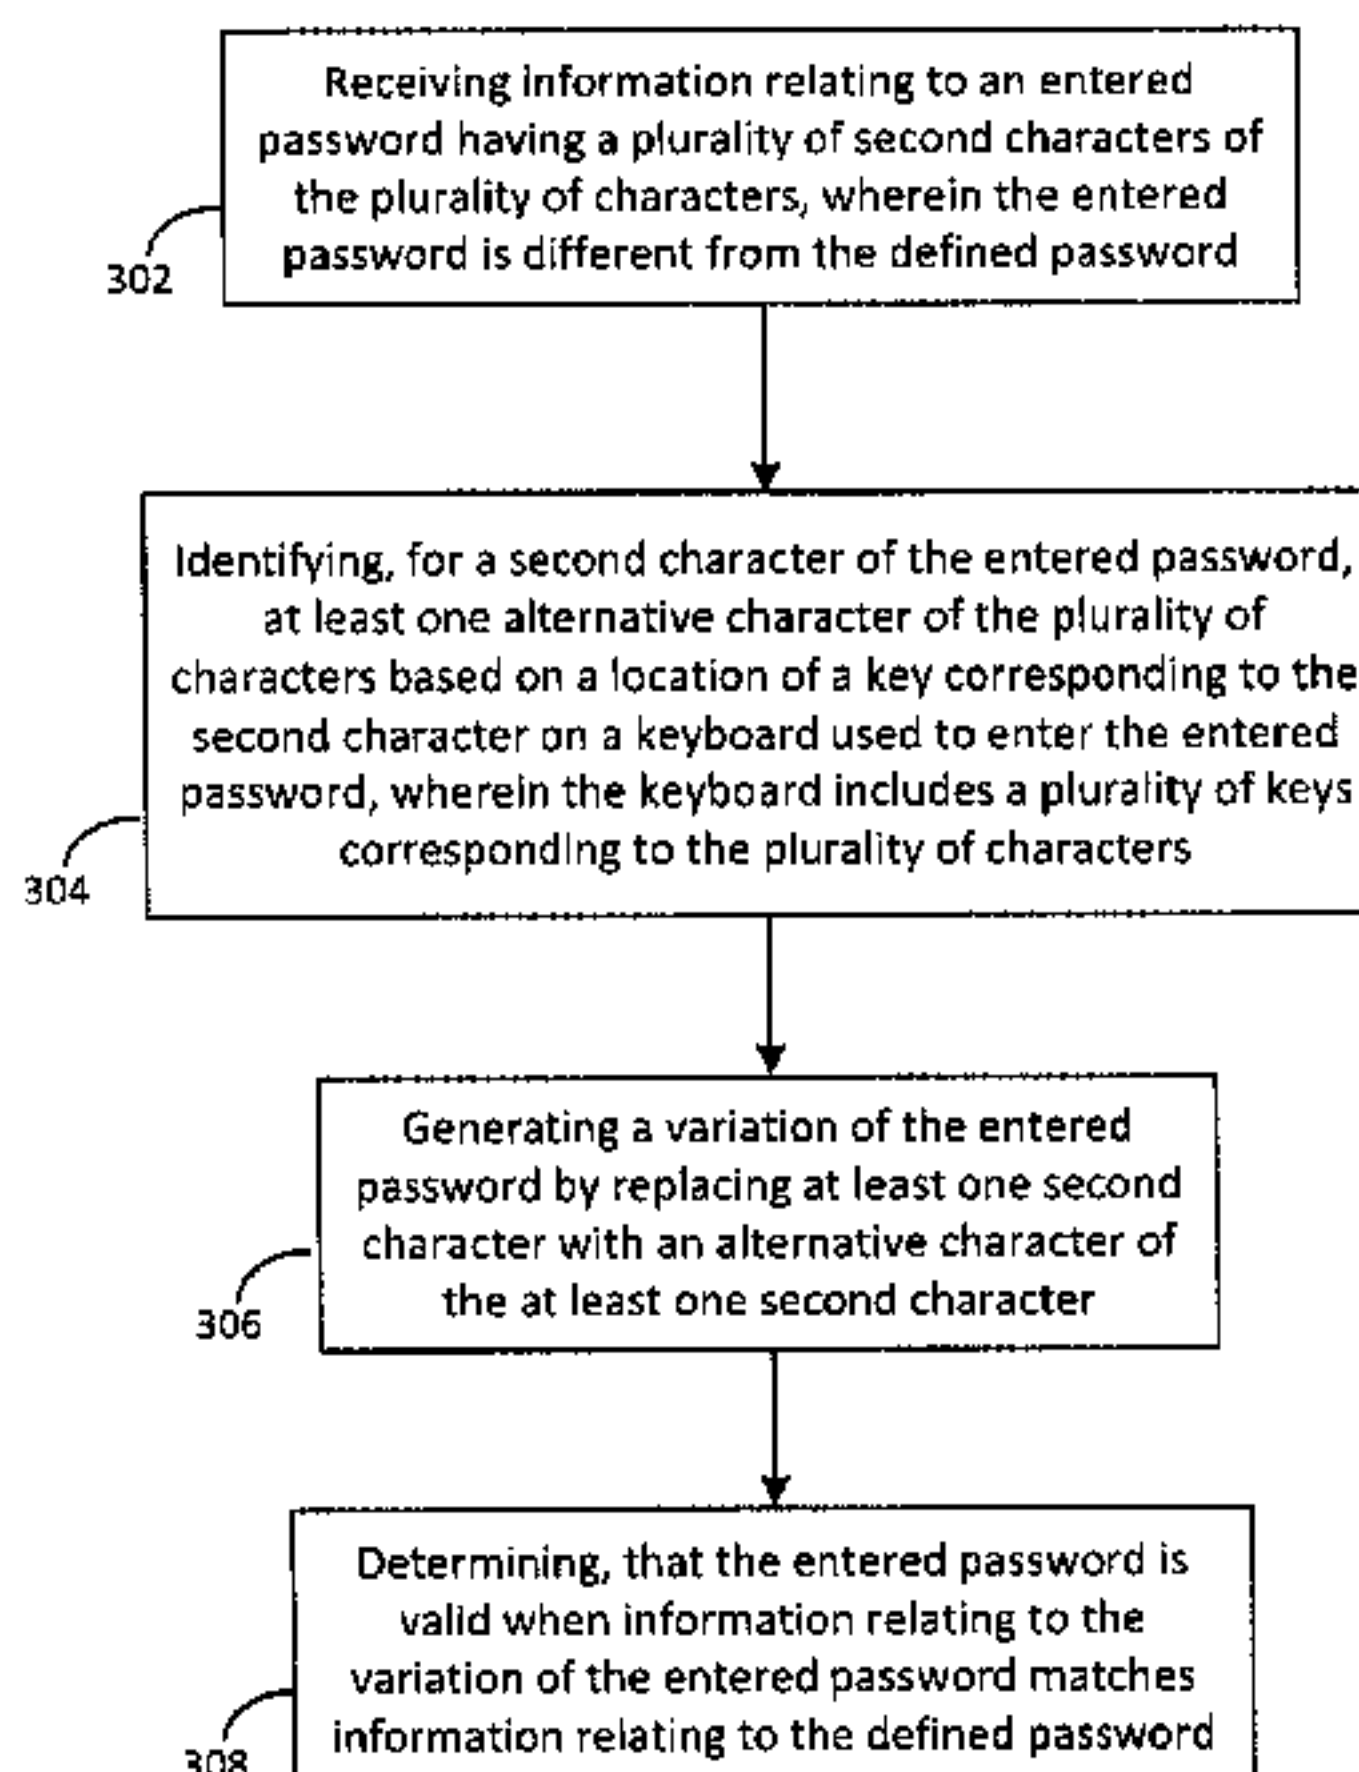 Receiving information relating to an entered
password having a plurality of second characters of
the plurality of characters, wherein the entered
password is different from the defined password
302
Identifying, for a second character of the entered password,
at least one alternative character of the plurality of
characters based on a location of a key corresponding to the
second character on a keyboard used to enter the entered
password, wherein the keyboard includes a plurality of keys
corresponding to the plurality of characters
304
Generating a variation of the entered
password by replacing at least one second
character with an alternative character of
the at least one second character
306
Determining, that the entered password is
valid when information relating to the
variation of the entered password matches
information relating to the defined password
308